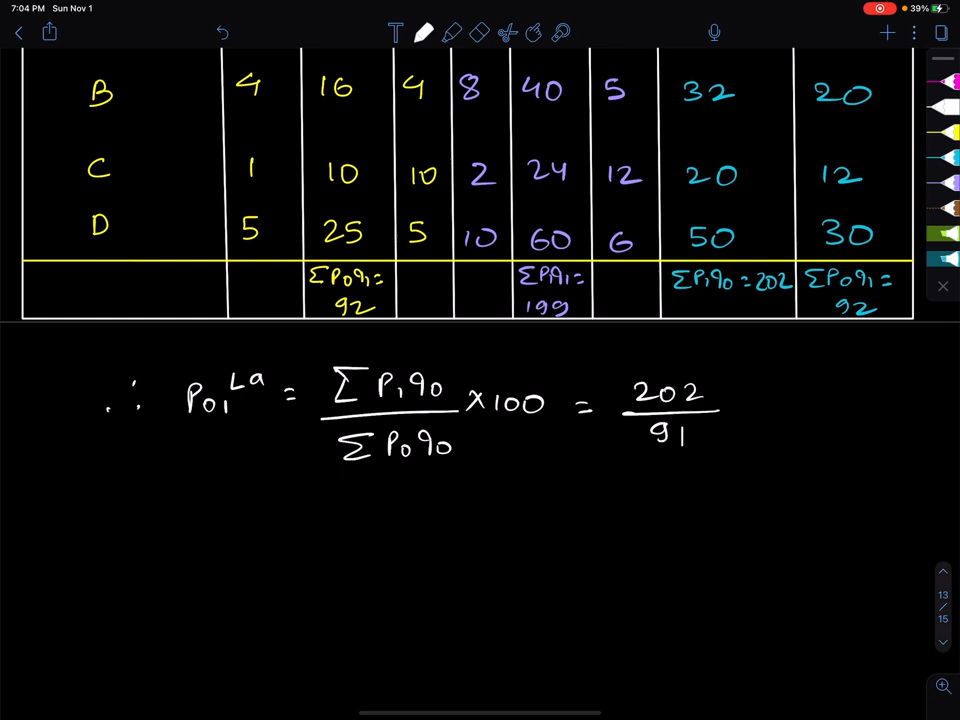 7:04 PM Sun Nov 1
39%
B 4 16 4 8 40 5 32 20
C 1 10 10 2 24 12 20 12
D 5 25 5 10 60 6 50 30
ΣP₀q₁= 92 ΣP₁q₁= 199 ΣP₁q₀=202 ΣP₀q₁= 92
∴ P₀₁ᴸᵃ = ΣP₁q₀ / ΣP₀q₀ ×100 = 202 / 91
13
/
15